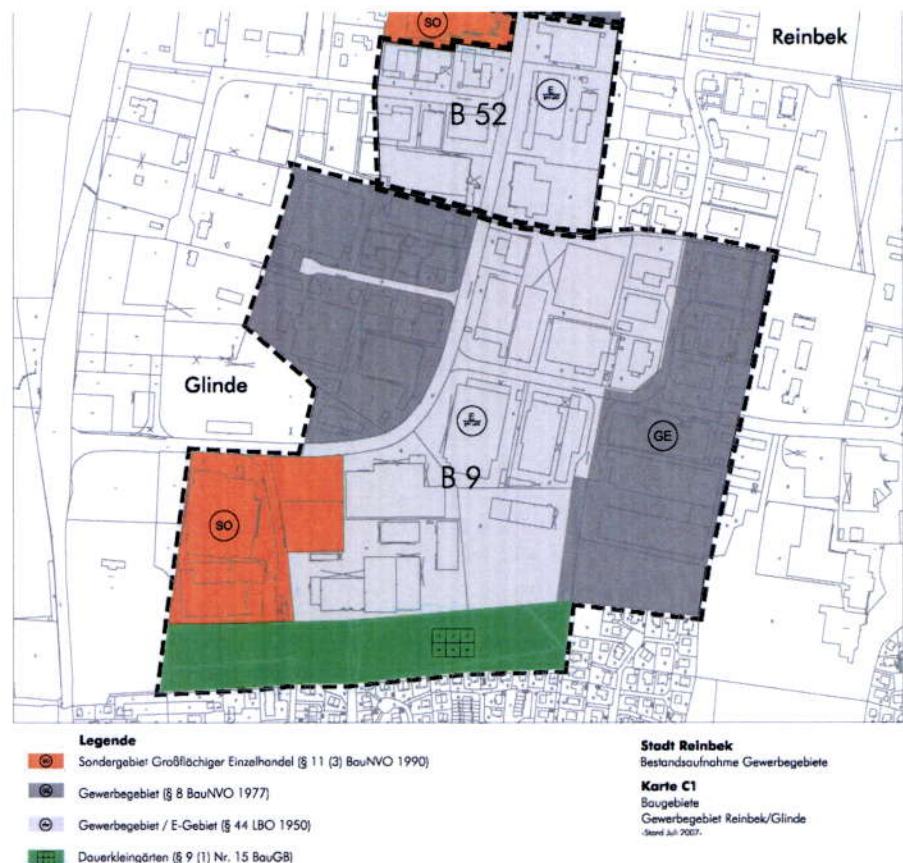 SO
Reinbek
E
B 52
Glinde
E
GE
B 9
SO
Legende
Sondergebiet Großflächiger Einzelhandel (§ 11 (3) BauNVO 1990)
Gewerbegebiet (§ 8 BauNVO 1977)
Gewerbegebiet / E-Gebiet (§ 44 LBO 1950)
Dauerkleingärten (§ 9 (1) Nr. 15 BauGB)
Stadt Reinbek
Bestandsaufnahme Gewerbegebiete
Karte C1
Baugebiete
Gewerbegebiet Reinbek/Glinde
-Stand Juli 2007-